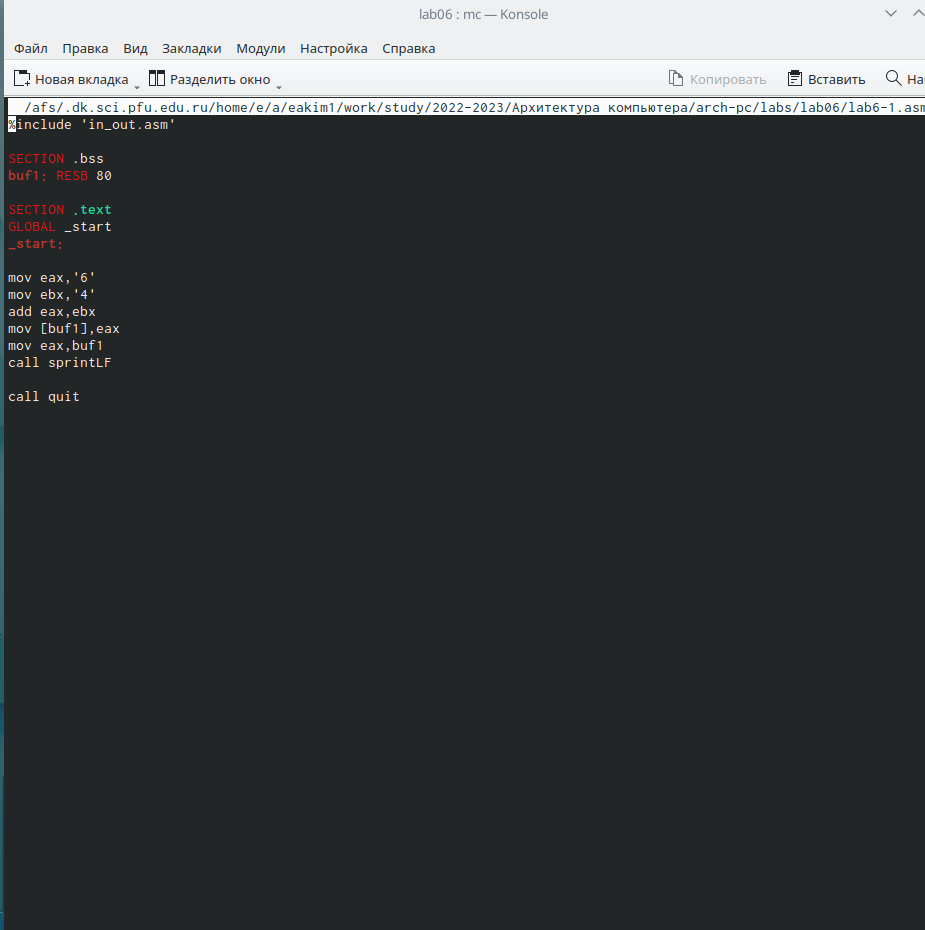 lab06 : mc — Konsole
Файл Правка Вид Закладки Модули Настройка Справка
Новая вкладка Разделить окно Копировать Вставить
/afs/.dk.sci.pfu.edu.ru/home/e/a/eakim1/work/study/2022-2023/Архитектура компьютера/arch-pc/labs/lab06/lab6-1.asm
%include 'in_out.asm'
SECTION .bss
buf1: RESB 80
SECTION .text
GLOBAL _start
_start:
mov eax,'6'
mov ebx,'4'
add eax,ebx
mov [buf1],eax
mov eax,buf1
call sprintLF
call quit